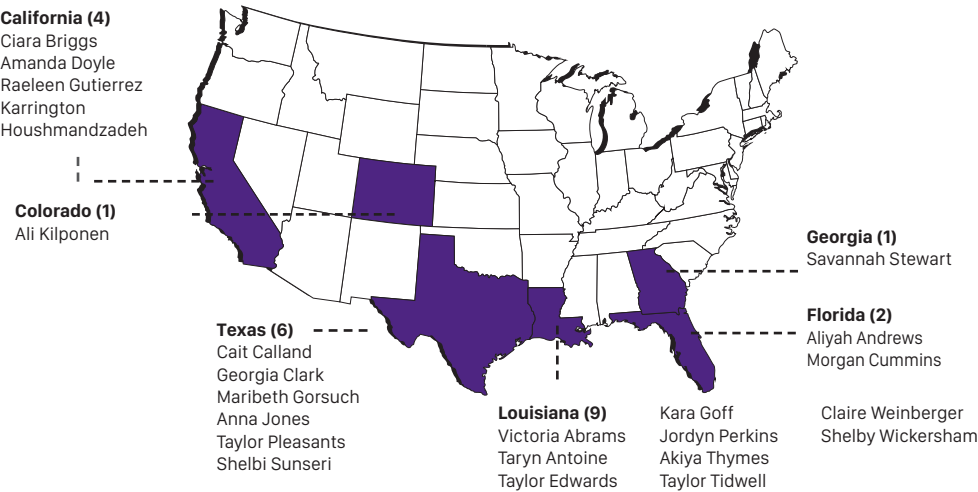 California (4)
Ciara Briggs
Amanda Doyle
Raeleen Gutierrez
Karrington
Houshmandzadeh
Colorado (1)
Ali Kilponen
Texas (6)
Cait Calland
Georgia Clark
Maribeth Gorsuch
Anna Jones
Taylor Pleasants
Shelbi Sunseri
Louisiana (9)
Victoria Abrams
Taryn Antoine
Taylor Edwards
Kara Goff
Jordyn Perkins
Akiya Thymes
Taylor Tidwell
Claire Weinberger
Shelby Wickersham
Georgia (1)
Savannah Stewart
Florida (2)
Aliyah Andrews
Morgan Cummins